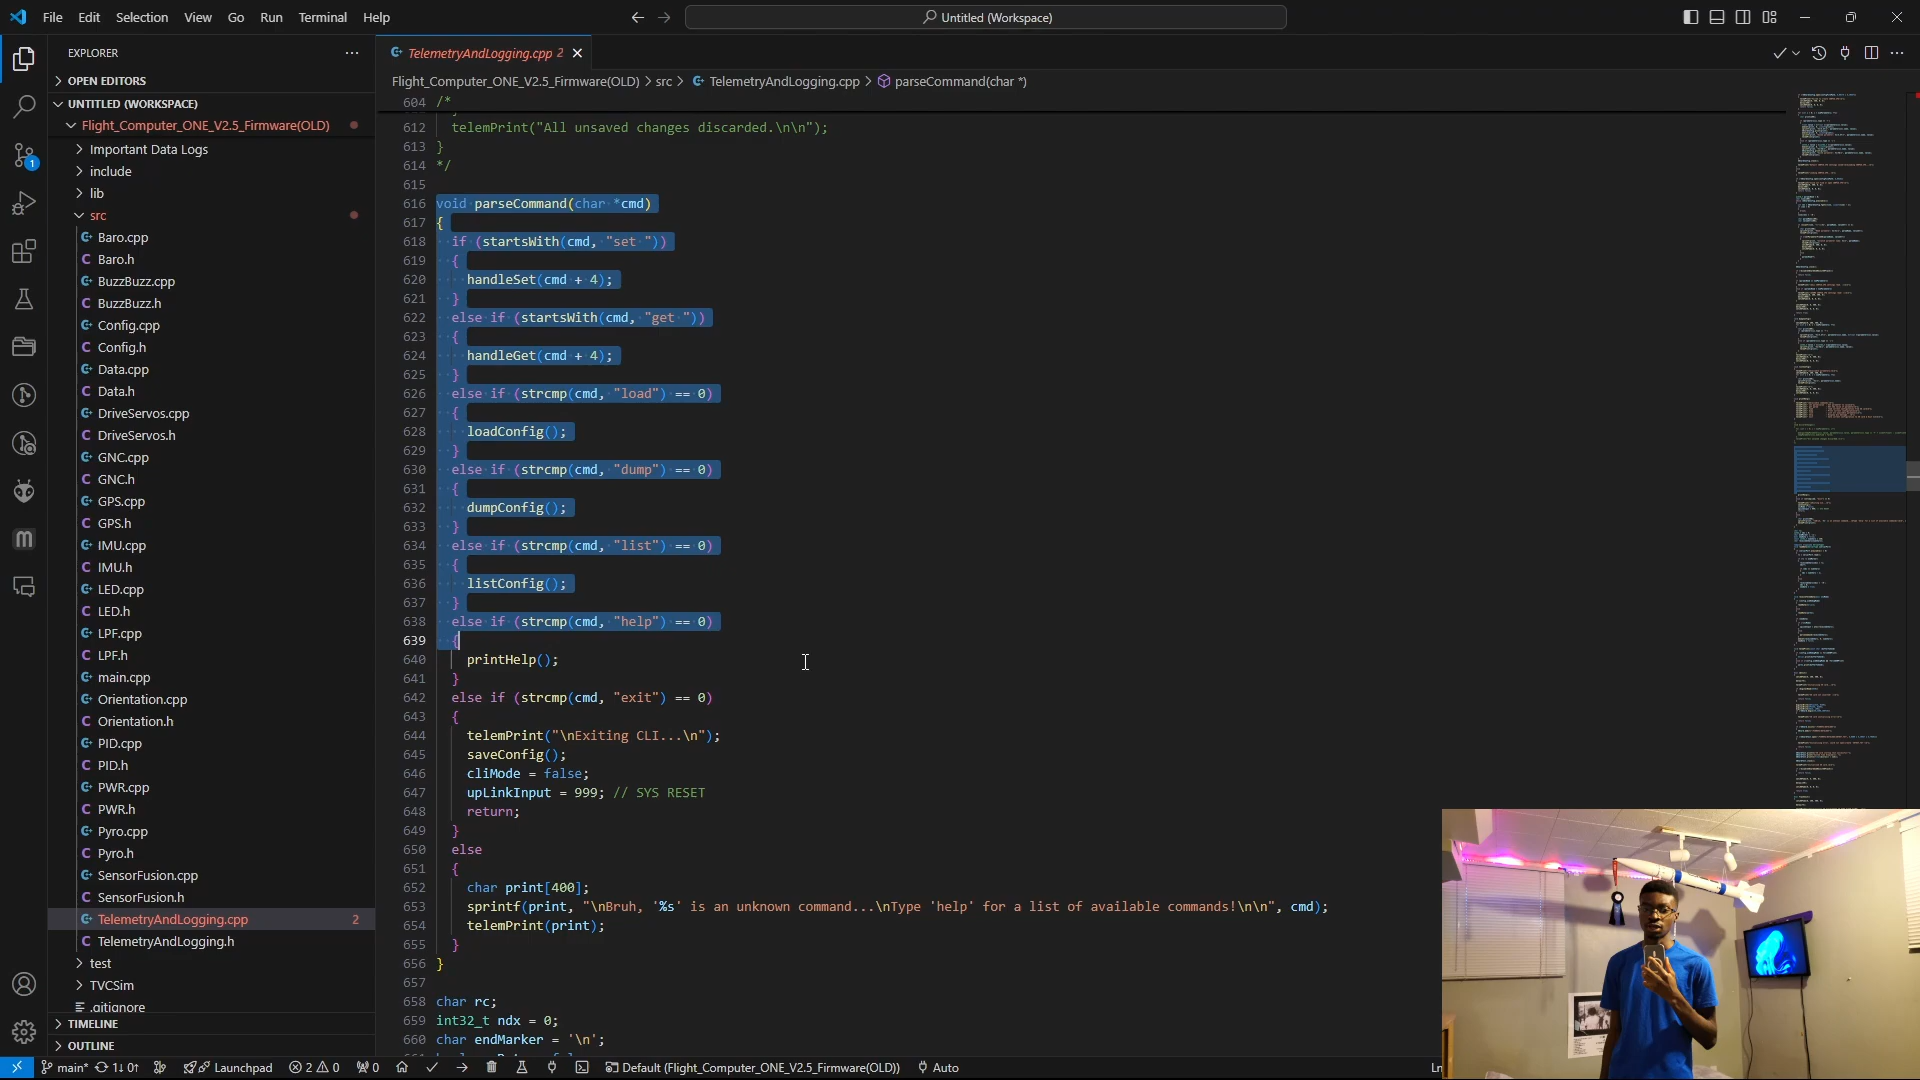 File Edit Selection View Go Run Terminal Help
Untitled (Workspace)
EXPLORER
TelemetryAndLogging.cpp 2
OPEN EDITORS
Flight_Computer_ONE_V2.5_Firmware(OLD) > src > TelemetryAndLogging.cpp > parseCommand(char *)
UNTITLED (WORKSPACE)
Flight_Computer_ONE_V2.5_Firmware(OLD)
Important Data Logs
include
lib
src
Baro.cpp
Baro.h
BuzzBuzz.cpp
BuzzBuzz.h
Config.cpp
Config.h
Data.cpp
Data.h
DriveServos.cpp
DriveServos.h
GNC.cpp
GNC.h
GPS.cpp
GPS.h
IMU.cpp
IMU.h
LED.cpp
LED.h
LPF.cpp
LPF.h
main.cpp
Orientation.cpp
Orientation.h
PID.cpp
PID.h
PWR.cpp
PWR.h
Pyro.cpp
Pyro.h
SensorFusion.cpp
SensorFusion.h
TelemetryAndLogging.cpp 2
TelemetryAndLogging.h
test
TVCSim
.gitignore
TIMELINE
OUTLINE
604 /*
612 telemPrint("All unsaved changes discarded.\n\n");
613 }
614 */
615
616 void parseCommand(char *cmd)
617 {
618 if (startsWith(cmd, "set "))
619 {
620 handleSet(cmd + 4);
621 }
622 else if (startsWith(cmd, "get "))
623 {
624 handleGet(cmd + 4);
625 }
626 else if (strcmp(cmd, "load") == 0)
627 {
628 loadConfig();
629 }
630 else if (strcmp(cmd, "dump") == 0)
631 {
632 dumpConfig();
633 }
634 else if (strcmp(cmd, "list") == 0)
635 {
636 listConfig();
637 }
638 else if (strcmp(cmd, "help") == 0)
639 {
640 printHelp();
641 }
642 else if (strcmp(cmd, "exit") == 0)
643 {
644 telemPrint("\nExiting CLI...\n");
645 saveConfig();
646 cliMode = false;
647 upLinkInput = 999; // SYS RESET
648 return;
649 }
650 else
651 {
652 char print[400];
653 sprintf(print, "\nBruh, '%s' is an unknown command...\nType 'help' for a list of available commands!\n\n", cmd);
654 telemPrint(print);
655 }
656 }
657
658 char rc;
659 int32_t ndx = 0;
660 char endMarker = '\n';
1
m
main* 1↓ 0↑ Launchpad 2 0 0 Default (Flight_Computer_ONE_V2.5_Firmware(OLD)) Auto Ln